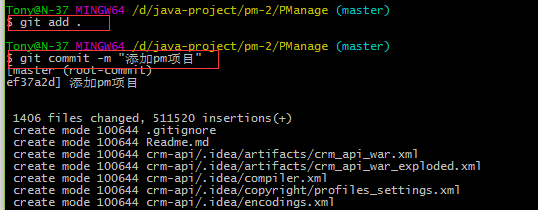 Tony@N-37 MINGW64 /d/java-project/pm-2/PManage (master)
$ git add .
Tony@N-37 MINGW64 /d/java-project/pm-2/PManage (master)
$ git commit -m "添加pm项目"
[master (root-commit)
ef37a2d] 添加pm项目
1406 files changed, 511520 insertions(+)
create mode 100644 .gitignore
create mode 100644 Readme.md
create mode 100644 crm-api/.idea/artifacts/crm_api_war.xml
create mode 100644 crm-api/.idea/artifacts/crm_api_war_exploded.xml
create mode 100644 crm-api/.idea/compiler.xml
create mode 100644 crm-api/.idea/copyright/profiles_settings.xml
create mode 100644 crm-api/.idea/encodings.xml